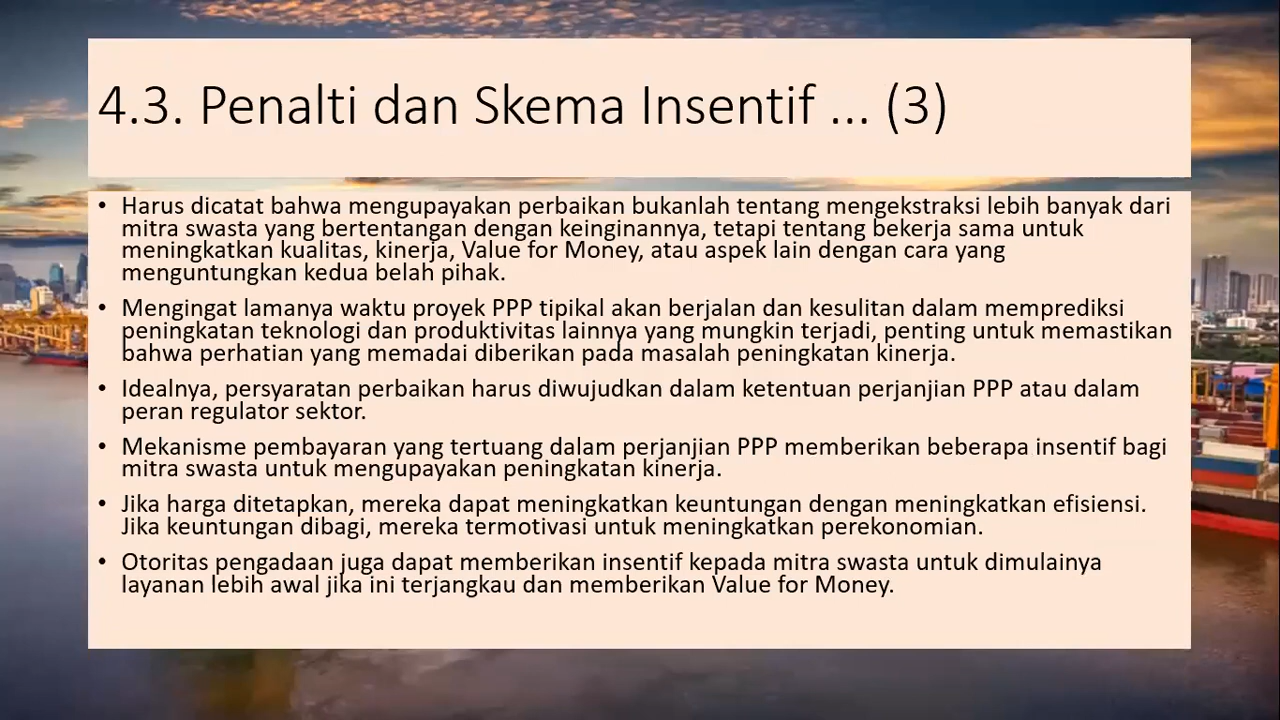 4.3. Penalti dan Skema Insentif ... (3)
• Harus dicatat bahwa mengupayakan perbaikan bukanlah tentang mengekstraksi lebih banyak dari
mitra swasta yang bertentangan dengan keinginannya, tetapi tentang bekerja sama untuk
meningkatkan kualitas, kinerja, Value for Money, atau aspek lain dengan cara yang
menguntungkan kedua belah pihak.
• Mengingat lamanya waktu proyek PPP tipikal akan berjalan dan kesulitan dalam memprediksi
peningkatan teknologi dan produktivitas lainnya yang mungkin terjadi, penting untuk memastikan
bahwa perhatian yang memadai diberikan pada masalah peningkatan kinerja.
• Idealnya, persyaratan perbaikan harus diwujudkan dalam ketentuan perjanjian PPP atau dalam
peran regulator sektor.
• Mekanisme pembayaran yang tertuang dalam perjanjian PPP memberikan beberapa insentif bagi
mitra swasta untuk mengupayakan peningkatan kinerja.
• Jika harga ditetapkan, mereka dapat meningkatkan keuntungan dengan meningkatkan efisiensi.
Jika keuntungan dibagi, mereka termotivasi untuk meningkatkan perekonomian.
• Otoritas pengadaan juga dapat memberikan insentif kepada mitra swasta untuk dimulainya
layanan lebih awal jika ini terjangkau dan memberikan Value for Money.